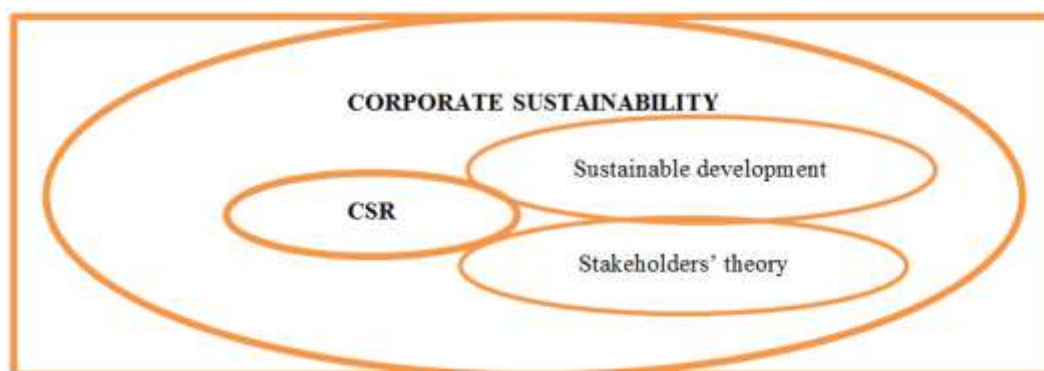 CORPORATE SUSTAINABILITY
Sustainable development
CSR
Stakeholders’ theory